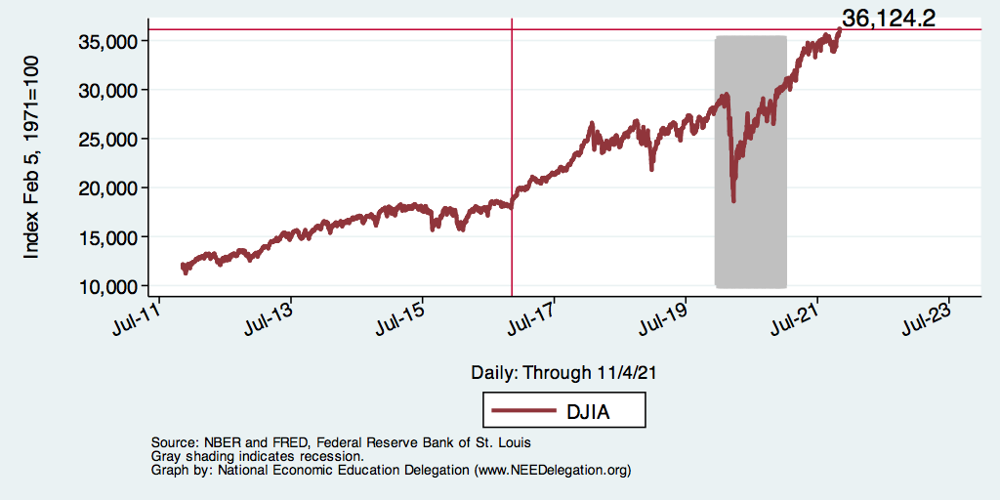 36,124.2
Index Feb 5, 1971=100
35,000
30,000
25,000
20,000
15,000
10,000
Jul-11 Jul-13 Jul-15 Jul-17 Jul-19 Jul-21 Jul-23
Daily: Through 11/4/21
DJIA
Source: NBER and FRED, Federal Reserve Bank of St. Louis
Gray shading indicates recession.
Graph by: National Economic Education Delegation (www.NEEDelegation.org)